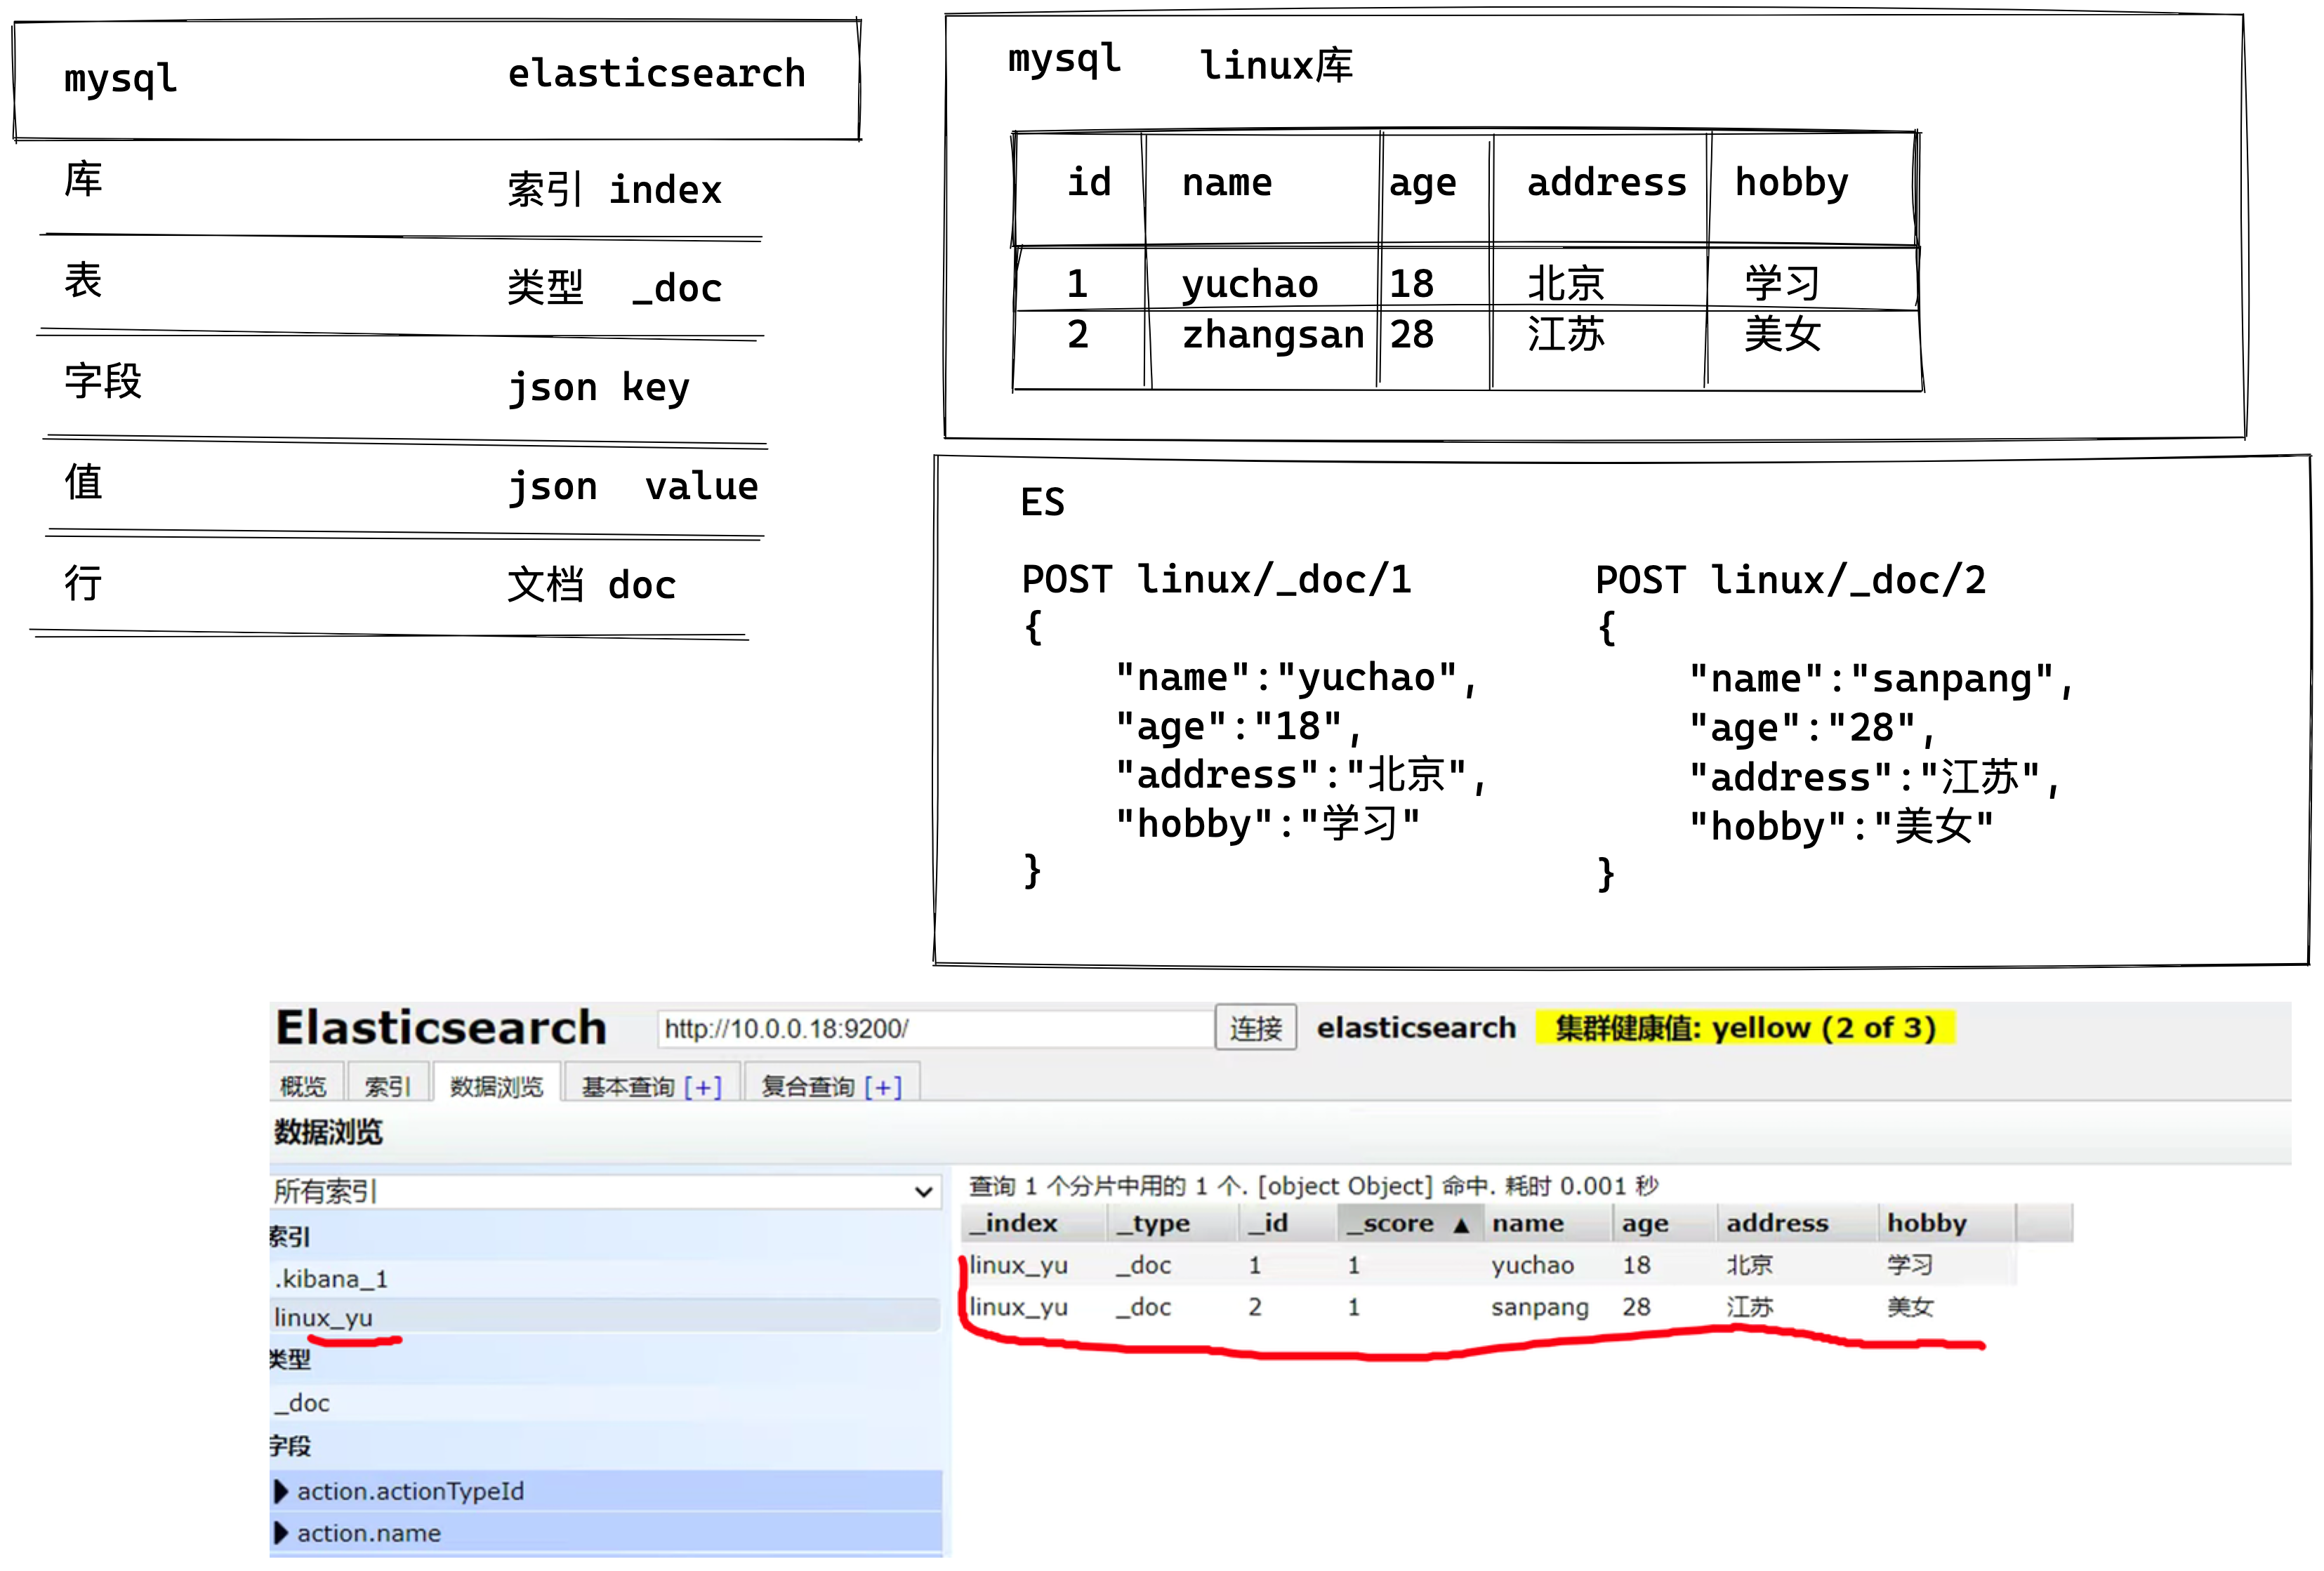 mysql elasticsearch
库 索引 index
表 类型 _doc
字段 json key
值 json value
行 文档 doc
mysql linux库
id name age address hobby
1 yuchao 18 北京 学习
2 zhangsan 28 江苏 美女
ES
POST linux/_doc/1
{
"name":"yuchao",
"age":"18",
"address":"北京",
"hobby":"学习"
}
POST linux/_doc/2
{
"name":"sanpang",
"age":"28",
"address":"江苏",
"hobby":"美女"
}
Elasticsearch http://10.0.0.18:9200/ 连接 elasticsearch 集群健康值: yellow (2 of 3)
概览 索引 数据浏览 基本查询 [+] 复合查询 [+]
数据浏览
所有索引
索引
.kibana_1
linux_yu
类型
_doc
字段
action.actionTypeId
action.name
查询 1 个分片中用的 1 个. [object Object] 命中. 耗时 0.001 秒
_index _type _id _score ▲ name age address hobby
linux_yu _doc 1 1 yuchao 18 北京 学习
linux_yu _doc 2 1 sanpang 28 江苏 美女